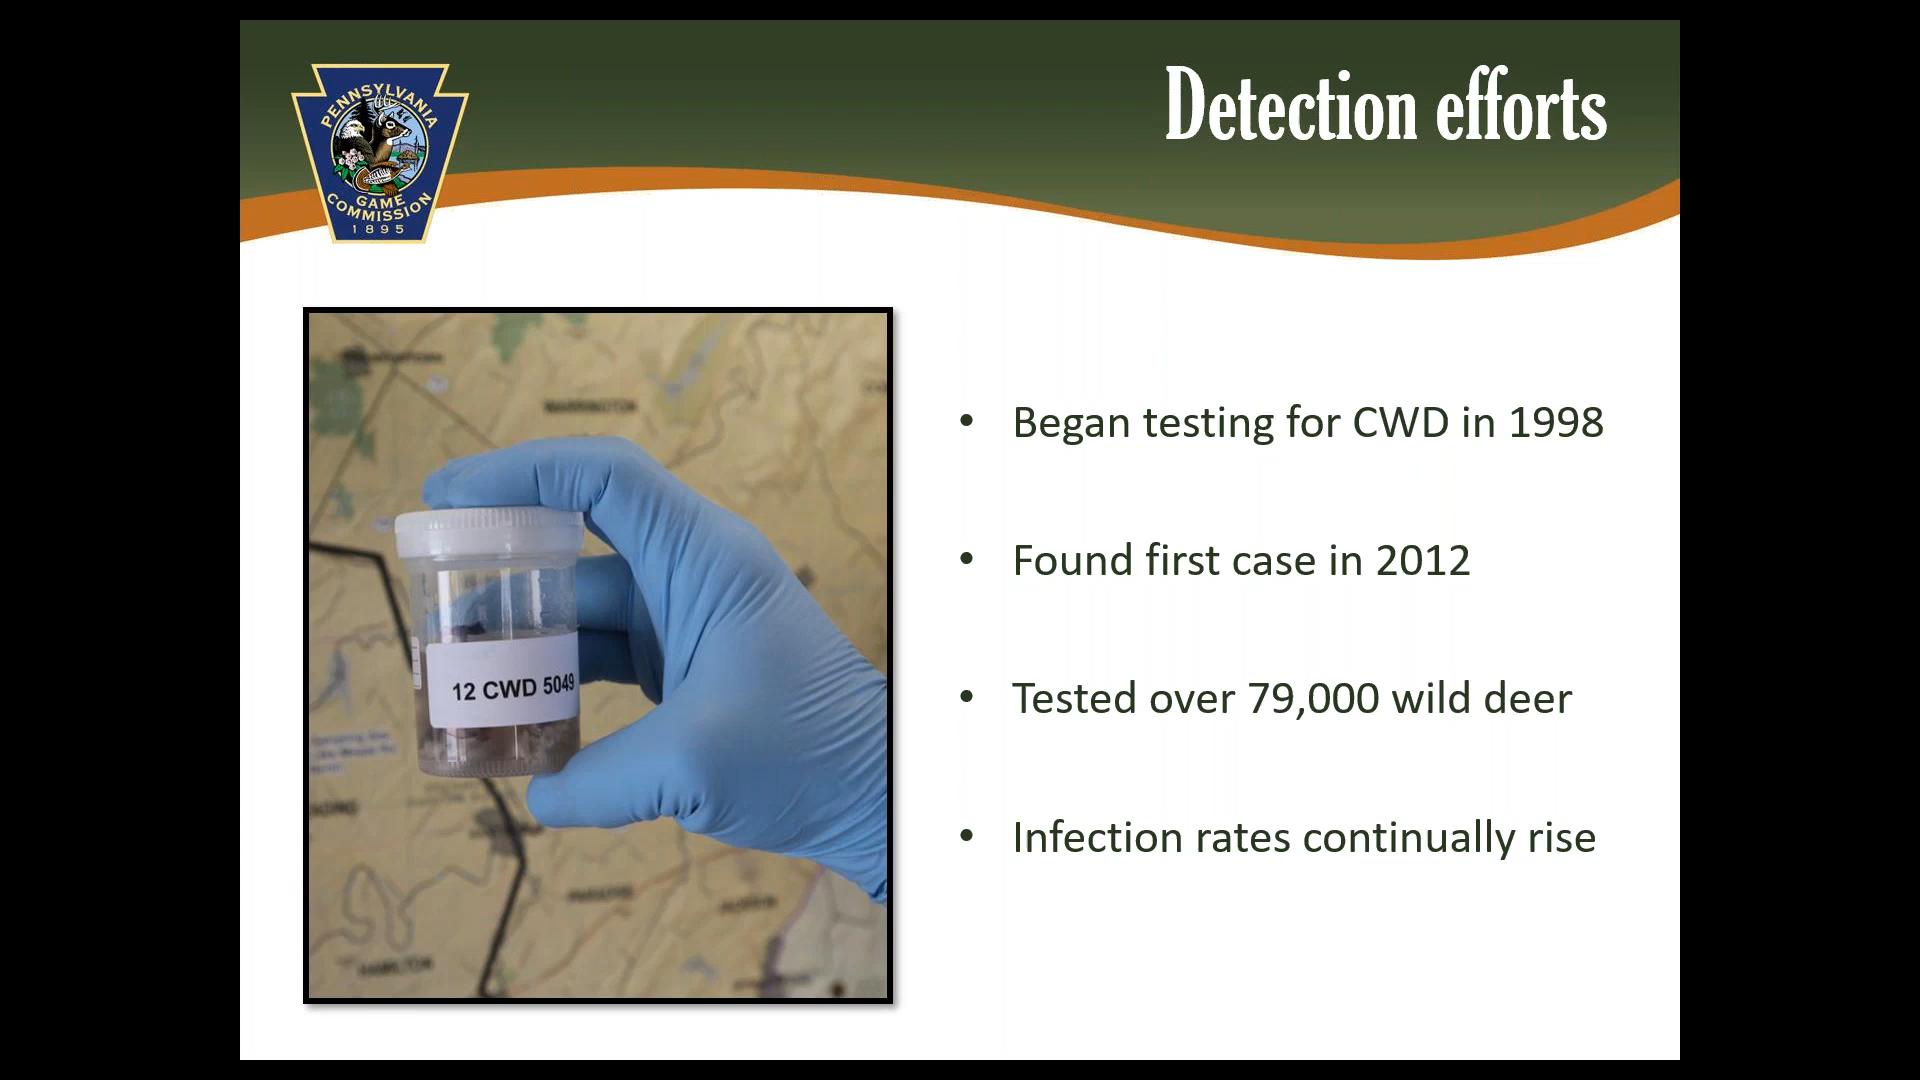 PENNSYLVANIA
GAME
COMMISSION
1895
Detection efforts
12 CWD 5049
HAMILTON
• Began testing for CWD in 1998
• Found first case in 2012
• Tested over 79,000 wild deer
• Infection rates continually rise